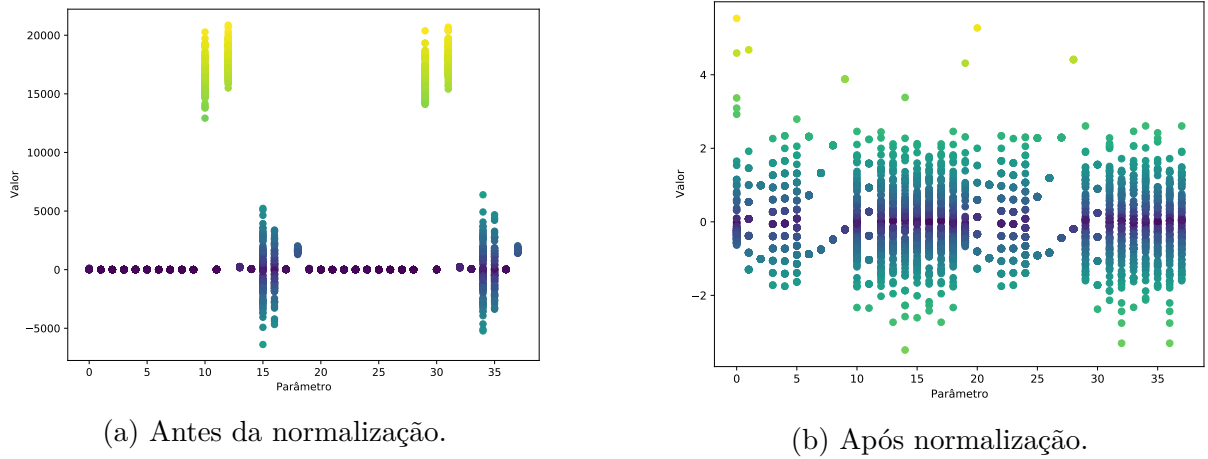 20000
15000
10000
5000
0
−5000
Valor
0 5 10 15 20 25 30 35
Parâmetro
(a) Antes da normalização.
4
2
0
−2
Valor
0 5 10 15 20 25 30 35
Parâmetro
(b) Após normalização.